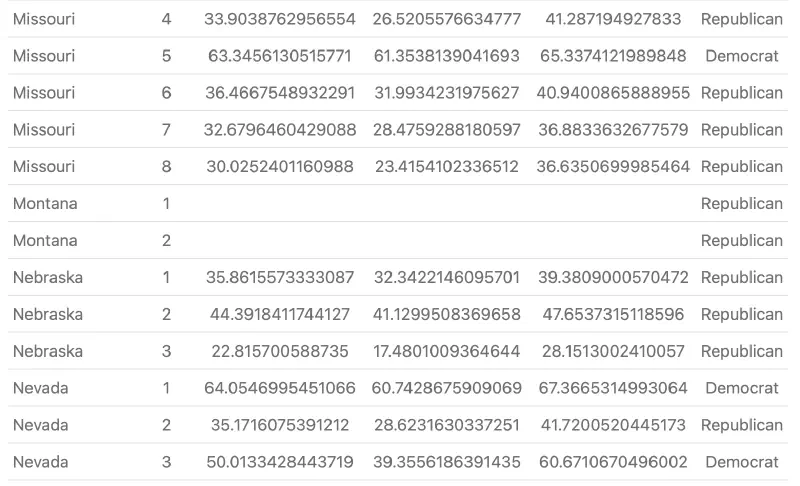 Missouri 4 33.9038762956554 26.5205576634777 41.287194927833 Republican
Missouri 5 63.3456130515771 61.3538139041693 65.3374121989848 Democrat
Missouri 6 36.4667548932291 31.9934231975627 40.9400865888955 Republican
Missouri 7 32.6796460429088 28.4759288180597 36.8833632677579 Republican
Missouri 8 30.0252401160988 23.4154102336512 36.6350699985464 Republican
Montana 1 Republican
Montana 2 Republican
Nebraska 1 35.8615573333087 32.3422146095701 39.3809000570472 Republican
Nebraska 2 44.3918411744127 41.1299508369658 47.6537315118596 Republican
Nebraska 3 22.815700588735 17.4801009364644 28.1513002410057 Republican
Nevada 1 64.0546995451066 60.7428675909069 67.3665314993064 Democrat
Nevada 2 35.1716075391212 28.6231630337251 41.7200520445173 Republican
Nevada 3 50.0133428443719 39.3556186391435 60.6710670496002 Democrat